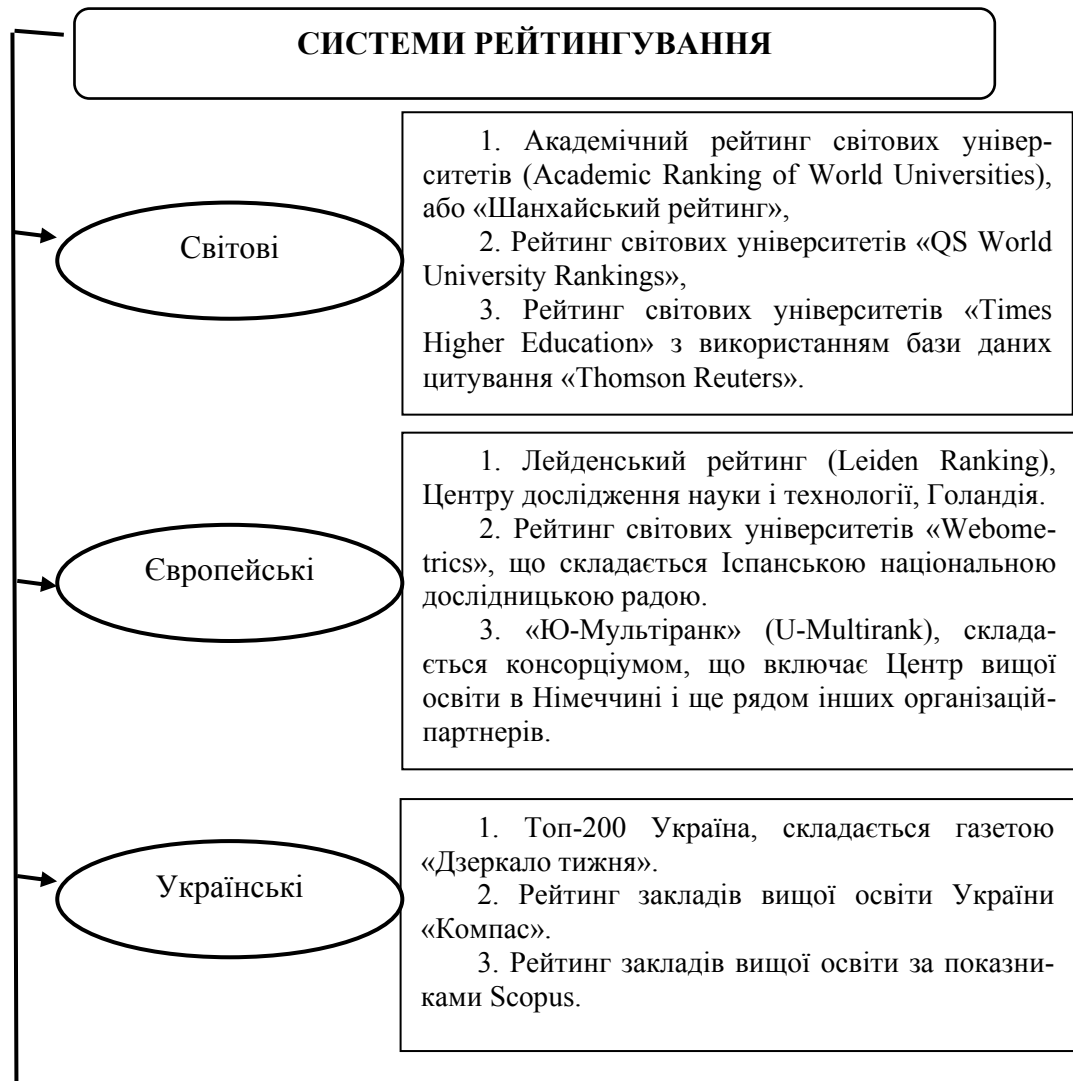 СИСТЕМИ РЕЙТИНГУВАННЯ
Світові
1. Академічний рейтинг світових універ-
ситетів (Academic Ranking of World Universities),
або «Шанхайський рейтинг»,
2. Рейтинг світових університетів «QS World
University Rankings»,
3. Рейтинг світових університетів «Times
Higher Education» з використанням бази даних
цитування «Thomson Reuters».
Європейські
1. Лейденський рейтинг (Leiden Ranking),
Центру дослідження науки і технології, Голандія.
2. Рейтинг світових університетів «Webome-
trics», що складається Іспанською національною
дослідницькою радою.
3. «Ю-Мультіранк» (U-Multirank), склада-
ється консорціумом, що включає Центр вищої
освіти в Німеччині і ще рядом інших організацій-
партнерів.
Українські
1. Топ-200 Україна, складається газетою
«Дзеркало тижня».
2. Рейтинг закладів вищої освіти України
«Компас».
3. Рейтинг закладів вищої освіти за показни-
ками Scopus.